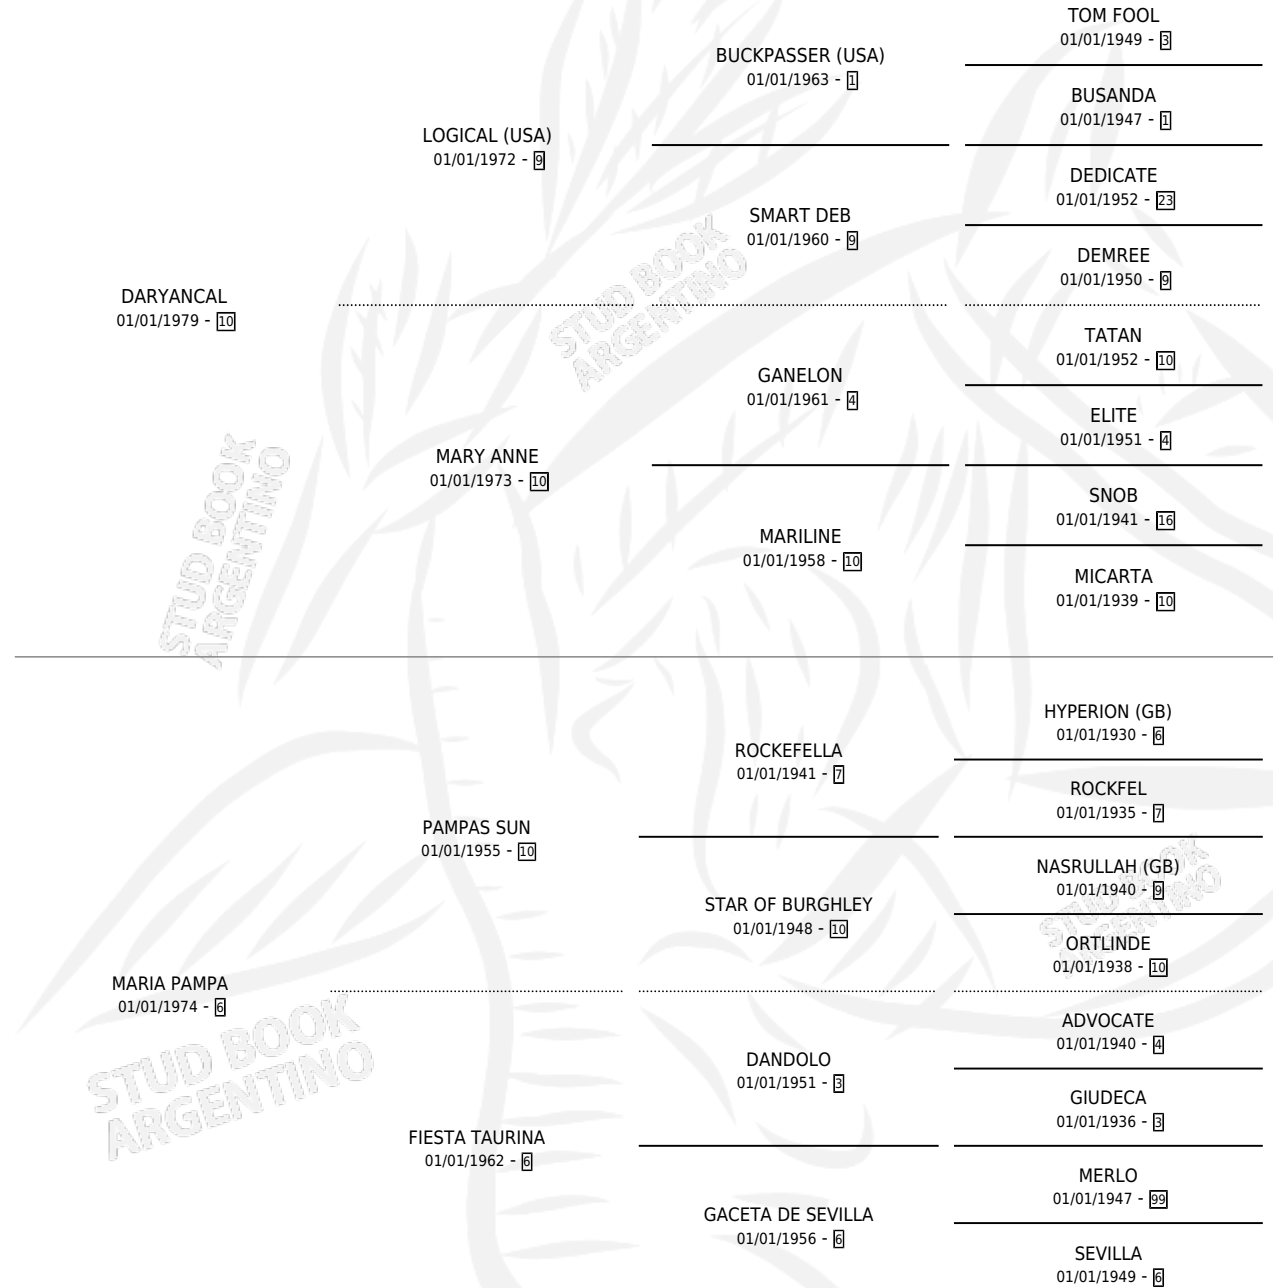 TOM FOOL
01/01/1949 - 3
BUCKPASSER (USA)
01/01/1963 - 1
BUSANDA
01/01/1947 - 1
LOGICAL (USA)
01/01/1972 - 9
DEDICATE
01/01/1952 - 23
SMART DEB
01/01/1960 - 9
DEMREE
01/01/1950 - 9
DARYANCAL
01/01/1979 - 10
TATAN
01/01/1952 - 10
GANELON
01/01/1961 - 4
ELITE
01/01/1951 - 4
MARY ANNE
01/01/1973 - 10
SNOB
01/01/1941 - 16
MARILINE
01/01/1958 - 10
MICARTA
01/01/1939 - 10
HYPERION (GB)
01/01/1930 - 6
ROCKEFELLA
01/01/1941 - 7
ROCKFEL
01/01/1935 - 7
PAMPAS SUN
01/01/1955 - 10
NASRULLAH (GB)
01/01/1940 - 9
STAR OF BURGHLEY
01/01/1948 - 10
ORTLINDE
01/01/1938 - 10
MARIA PAMPA
01/01/1974 - 6
ADVOCATE
01/01/1940 - 4
DANDOLO
01/01/1951 - 3
GIUDECA
01/01/1936 - 3
FIESTA TAURINA
01/01/1962 - 6
MERLO
01/01/1947 - 99
GACETA DE SEVILLA
01/01/1956 - 6
SEVILLA
01/01/1949 - 6
STUD BOOK
ARGENTINO
STUD BOOK
ARGENTINO
STUD BOOK
ARGENTINO
STUD BOOK
ARGENTINO